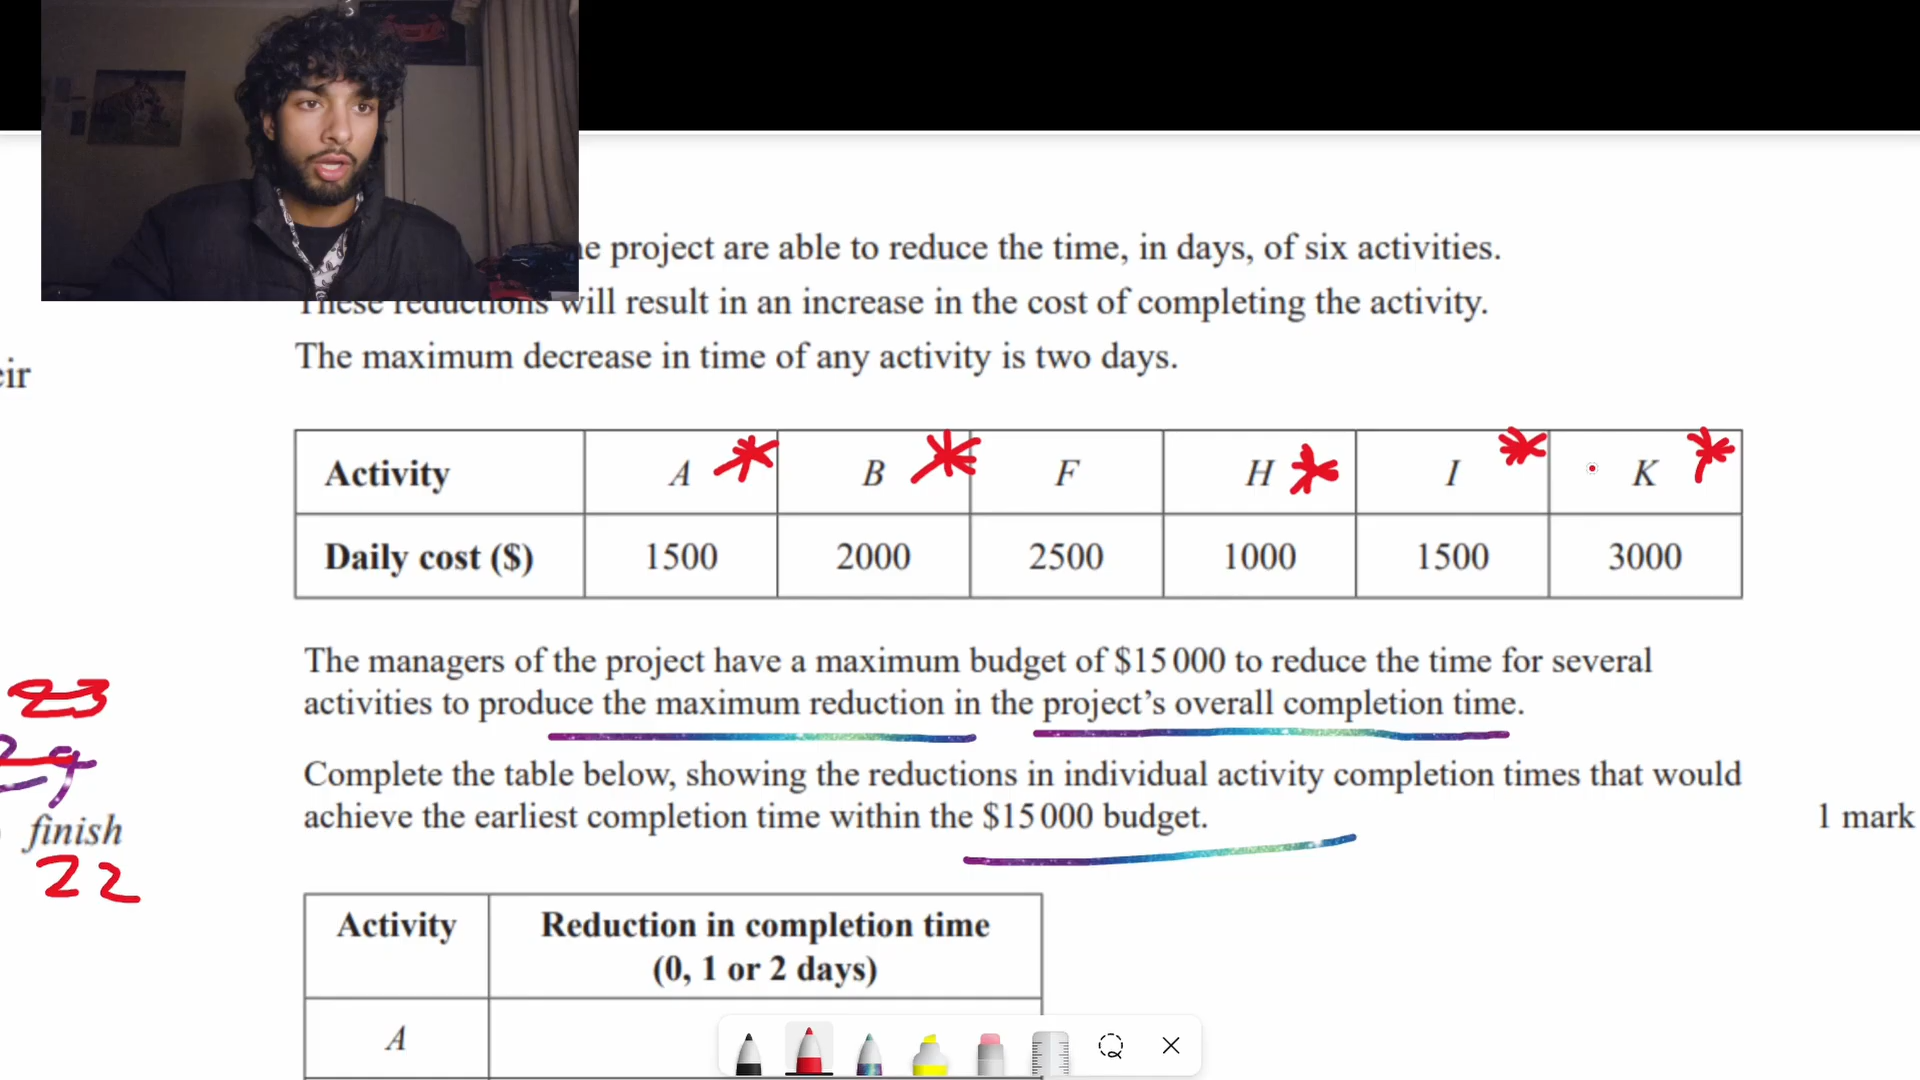 e project are able to reduce the time, in days, of six activities.
These reductions will result in an increase in the cost of completing the activity.
The maximum decrease in time of any activity is two days.
eir
Activity A B F H I K
Daily cost ($) 1500 2000 2500 1000 1500 3000
The managers of the project have a maximum budget of $15 000 to reduce the time for several
activities to produce the maximum reduction in the project's overall completion time.
23
29
Complete the table below, showing the reductions in individual activity completion times that would
achieve the earliest completion time within the $15 000 budget. 1 mark
finish
22
Activity Reduction in completion time
(0, 1 or 2 days)
A